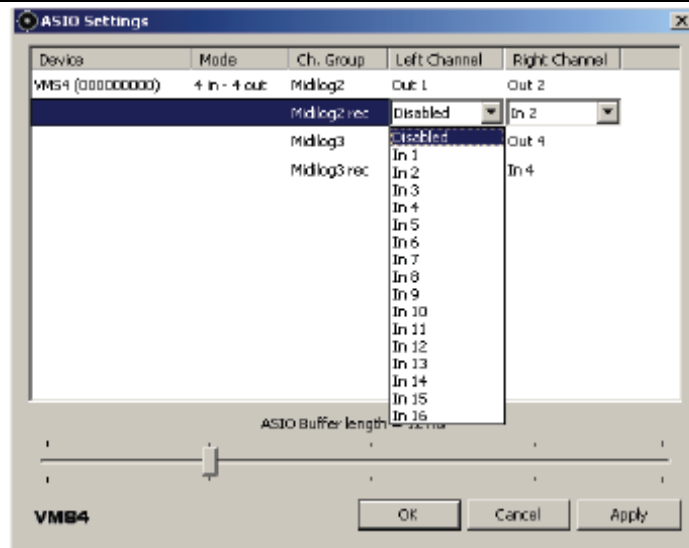 ASIO Settings
Device Mode Ch. Group Left Channel Right Channel
VMS4 (000000000) 4 in - 4 out Midilog2 Out 1 Out 2
Midilog2 rec Disabled In 2
Midilog3 Out 4
Midilog3 rec In 4
Disabled
In 1
In 2
In 3
In 4
In 5
In 6
In 7
In 8
In 9
In 10
In 11
In 12
In 13
In 14
In 15
In 16
ASIO Buffer length
VMS4
OK Cancel Apply